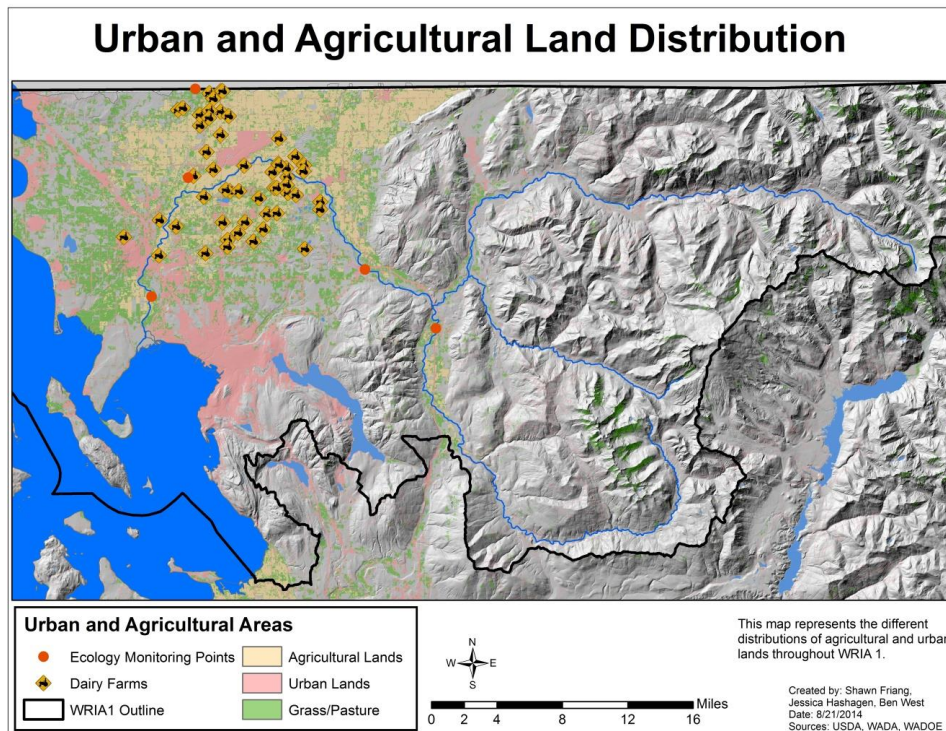 Urban and Agricultural Land Distribution
Urban and Agricultural Areas
Ecology Monitoring Points
Agricultural Lands
Dairy Farms
Urban Lands
WRIA1 Outline
Grass/Pasture
N
W
E
S
Miles
0 2 4 8 12 16
This map represents the different
distributions of agricultural and urban
lands throughout WRIA 1.
Created by: Shawn Friang,
Jessica Hashagen, Ben West
Date: 8/21/2014
Sources: USDA, WADA, WADOE